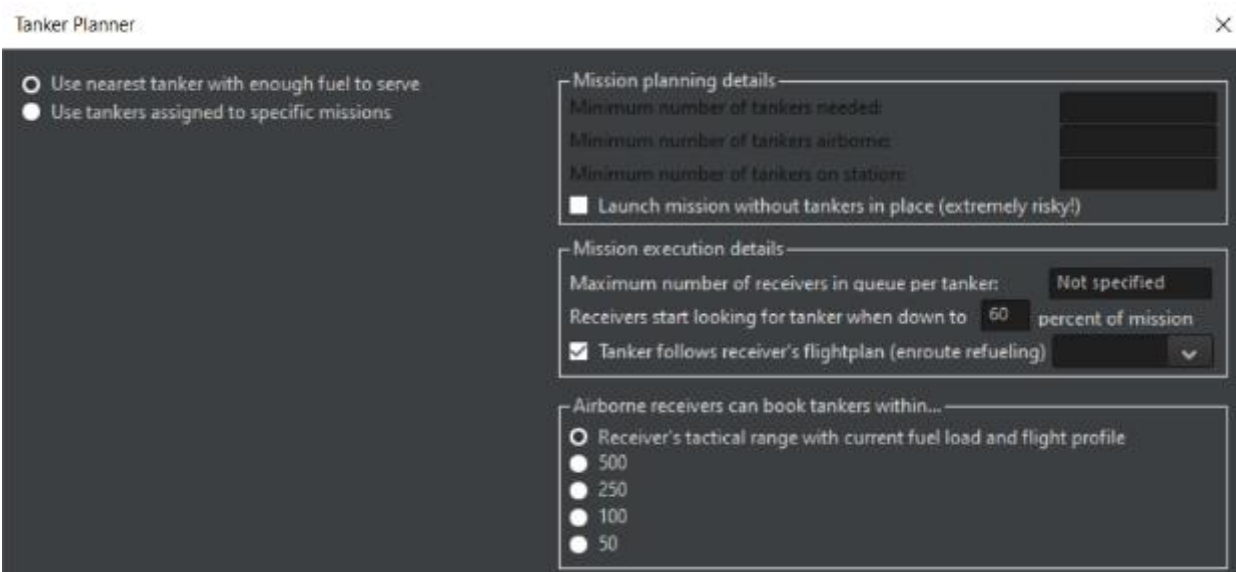 Tanker Planner
Use nearest tanker with enough fuel to serve
Use tankers assigned to specific missions
Mission planning details
Minimum number of tankers needed:
Minimum number of tankers airborne:
Minimum number of tankers on station:
Launch mission without tankers in place (extremely risky!)
Mission execution details
Maximum number of receivers in queue per tanker: Not specified
Receivers start looking for tanker when down to 60 percent of mission
Tanker follows receiver's flightplan (enroute refueling)
Airborne receivers can book tankers within...
Receiver's tactical range with current fuel load and flight profile
500
250
100
50